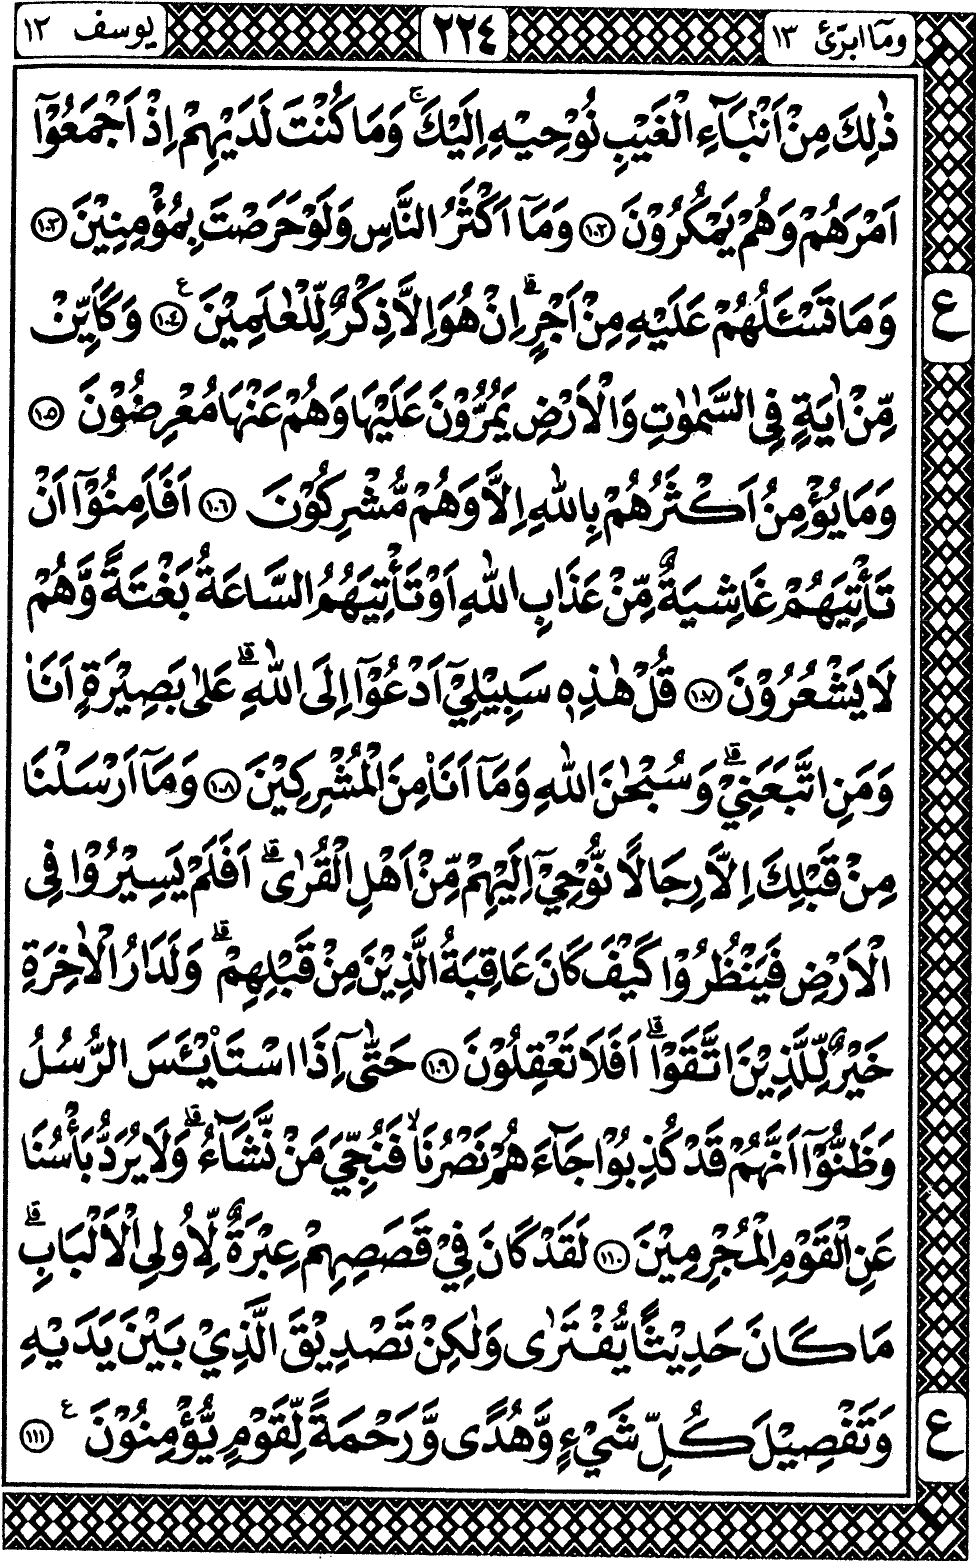 وما ابرئ ١٣ ٢٢٤ يوسف ١٢
ذٰلِكَ مِنْ اَنْۢبَآءِ الْغَيْبِ نُوْحِيْهِ اِلَيْكَ ۚ وَمَا كُنْتَ لَدَيْهِمْ اِذْ اَجْمَعُوْۤا
اَمْرَهُمْ وَهُمْ يَمْكُرُوْنَ ۝١٠٢ وَمَاۤ اَكْثَرُ النَّاسِ وَلَوْ حَرَصْتَ بِمُؤْمِنِيْنَ ۝١٠٣
وَمَا تَسْـَٔلُهُمْ عَلَيْهِ مِنْ اَجْرٍ ؕ اِنْ هُوَ اِلَّا ذِكْرٌ لِّلْعٰلَمِيْنَ ۝١٠٤ ع وَكَاَيِّنْ
ع
مِّنْ اٰيَةٍ فِي السَّمٰوٰتِ وَالْاَرْضِ يَمُرُّوْنَ عَلَيْهَا وَهُمْ عَنْهَا مُعْرِضُوْنَ ۝١٠٥
وَمَا يُؤْمِنُ اَكْثَرُهُمْ بِاللّٰهِ اِلَّا وَهُمْ مُّشْرِكُوْنَ ۝١٠٦ اَفَاَمِنُوْۤا اَنْ
تَاْتِيَهُمْ غَاشِيَةٌ مِّنْ عَذَابِ اللّٰهِ اَوْ تَاْتِيَهُمُ السَّاعَةُ بَغْتَةً وَّهُمْ
لَا يَشْعُرُوْنَ ۝١٠٧ قُلْ هٰذِهٖ سَبِيْلِيْۤ اَدْعُوْۤا اِلَى اللّٰهِ ؔ عَلٰى بَصِيْرَةٍ اَنَا
وَمَنِ اتَّبَعَنِيْ ؕ وَسُبْحٰنَ اللّٰهِ وَمَاۤ اَنَا مِنَ الْمُشْرِكِيْنَ ۝١٠٨ وَمَاۤ اَرْسَلْنَا
مِنْ قَبْلِكَ اِلَّا رِجَالًا نُّوْحِيْۤ اِلَيْهِمْ مِّنْ اَهْلِ الْقُرٰى ؕ اَفَلَمْ يَسِيْرُوْا فِي
الْاَرْضِ فَيَنْظُرُوْا كَيْفَ كَانَ عَاقِبَةُ الَّذِيْنَ مِنْ قَبْلِهِمْ ؕ وَلَدَارُ الْاٰخِرَةِ
خَيْرٌ لِّلَّذِيْنَ اتَّقَوْا ؕ اَفَلَا تَعْقِلُوْنَ ۝١٠٩ حَتّٰۤى اِذَا اسْتَايْـَٔسَ الرُّسُلُ
وَظَنُّوْۤا اَنَّهُمْ قَدْ كُذِبُوْا جَآءَهُمْ نَصْرُنَا ۙ فَنُجِّيَ مَنْ نَّشَآءُ ؕ وَلَا يُرَدُّ بَاْسُنَا
عَنِ الْقَوْمِ الْمُجْرِمِيْنَ ۝١١٠ لَقَدْ كَانَ فِيْ قَصَصِهِمْ عِبْرَةٌ لِّاُولِي الْاَلْبَابِ ؕ
مَا كَانَ حَدِيْثًا يُّفْتَرٰى وَلٰكِنْ تَصْدِيْقَ الَّذِيْ بَيْنَ يَدَيْهِ
وَتَفْصِيْلَ كُلِّ شَيْءٍ وَّهُدًى وَّرَحْمَةً لِّقَوْمٍ يُّؤْمِنُوْنَ ۝١١١ ع
ع